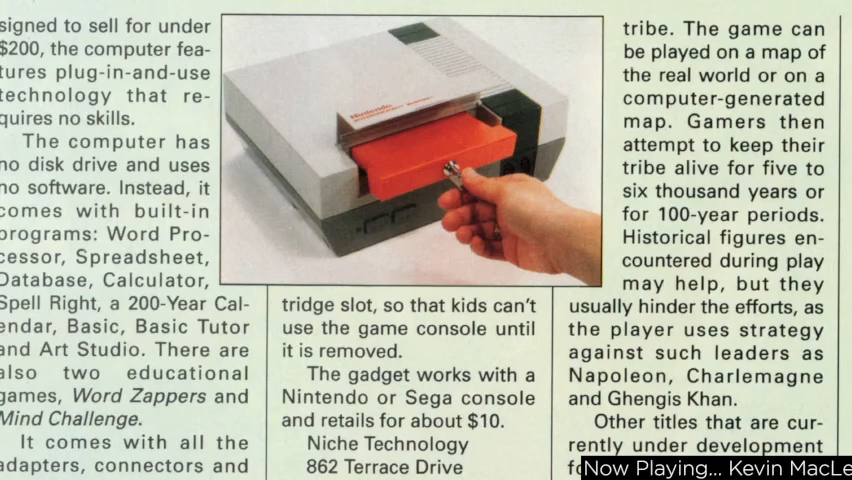 signed to sell for under
$200, the computer fea-
tures plug-in-and-use
technology that re-
quires no skills.
The computer has
no disk drive and uses
no software. Instead, it
comes with built-in
programs: Word Pro-
cessor, Spreadsheet,
Database, Calculator,
Spell Right, a 200-Year Cal-
endar, Basic, Basic Tutor
and Art Studio. There are
also two educational
games, Word Zappers and
Mind Challenge.
It comes with all the
adapters, connectors and
Nintendo
tridge slot, so that kids can't
use the game console until
it is removed.
The gadget works with a
Nintendo or Sega console
and retails for about $10.
Niche Technology
862 Terrace Drive
tribe. The game can
be played on a map of
the real world or on a
computer-generated
map. Gamers then
attempt to keep their
tribe alive for five to
six thousand years or
for 100-year periods.
Historical figures en-
countered during play
may help, but they
usually hinder the efforts, as
the player uses strategy
against such leaders as
Napoleon, Charlemagne
and Ghengis Khan.
Other titles that are cur-
rently under development
Now Playing... Kevin MacLe